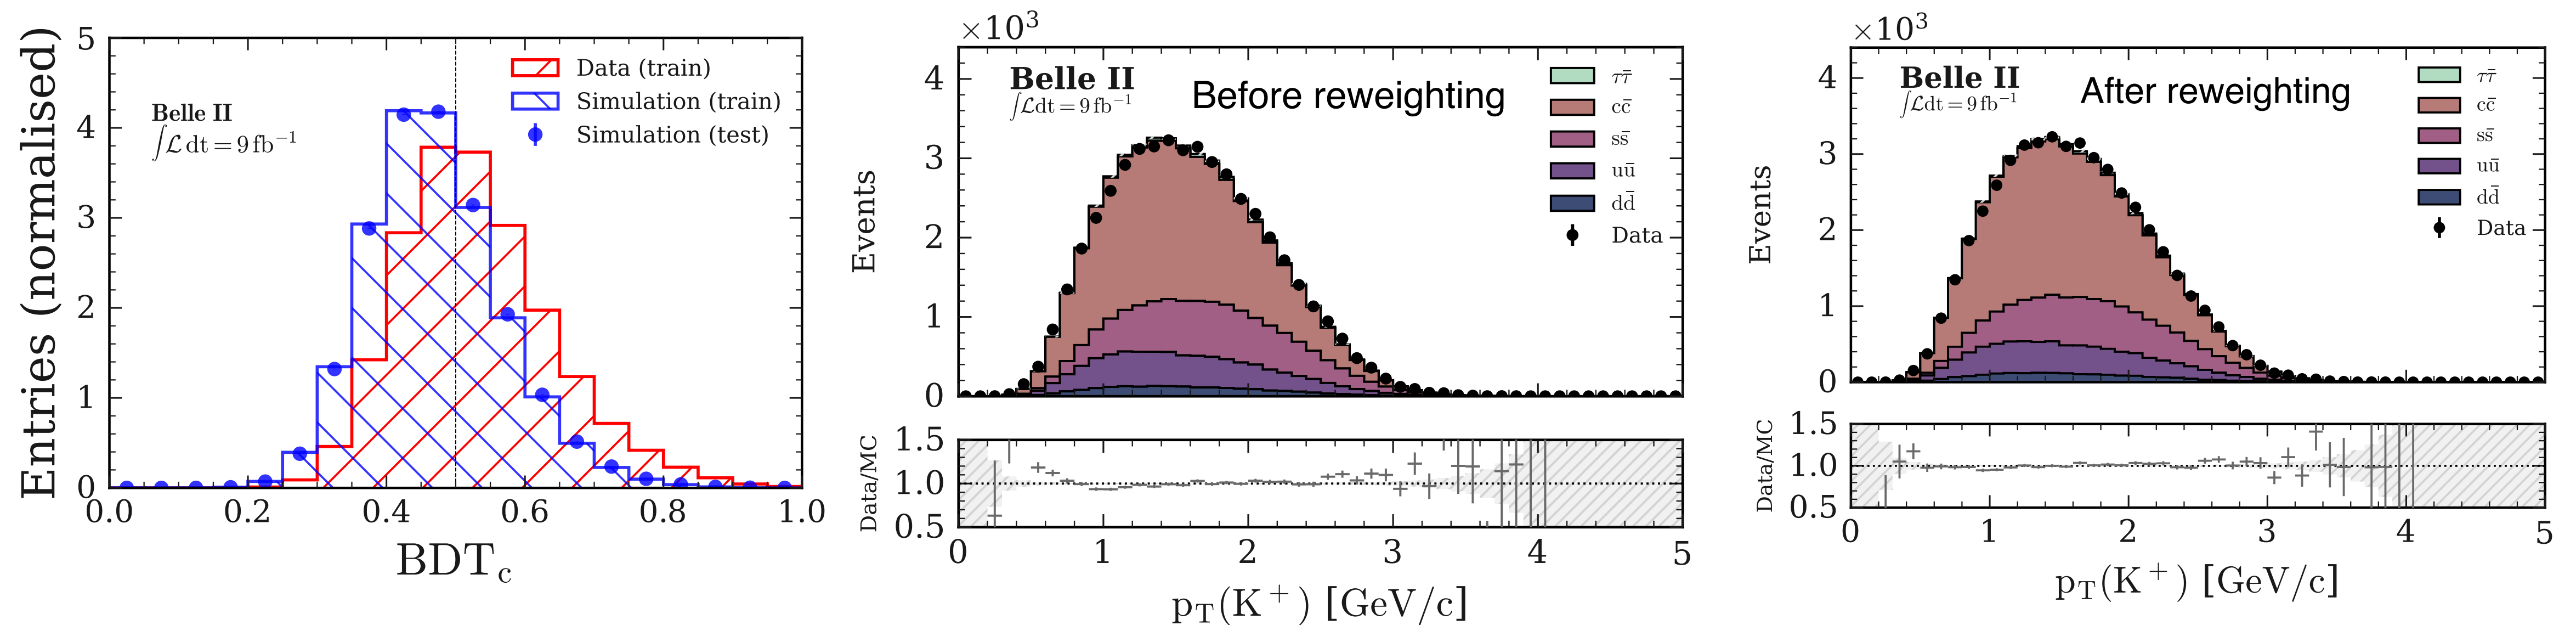 Entries (normalised)
5
4
3
2
1
0
Belle II
∫ℒ dt = 9 fb⁻¹
Data (train)
Simulation (train)
Simulation (test)
0.0 0.2 0.4 0.6 0.8 1.0
BDT_c
×10³
Events
4
3
2
1
0
Belle II
∫ℒdt = 9 fb⁻¹
Before reweighting
ττ̄
cc̄
ss̄
uū
dd̄
Data
Data/MC
1.5
1.0
0.5
0 1 2 3 4 5
p_T(K⁺) [GeV/c]
×10³
Events
4
3
2
1
0
Belle II
∫ℒdt = 9 fb⁻¹
After reweighting
ττ̄
cc̄
ss̄
uū
dd̄
Data
Data/MC
1.5
1.0
0.5
0 1 2 3 4 5
p_T(K⁺) [GeV/c]